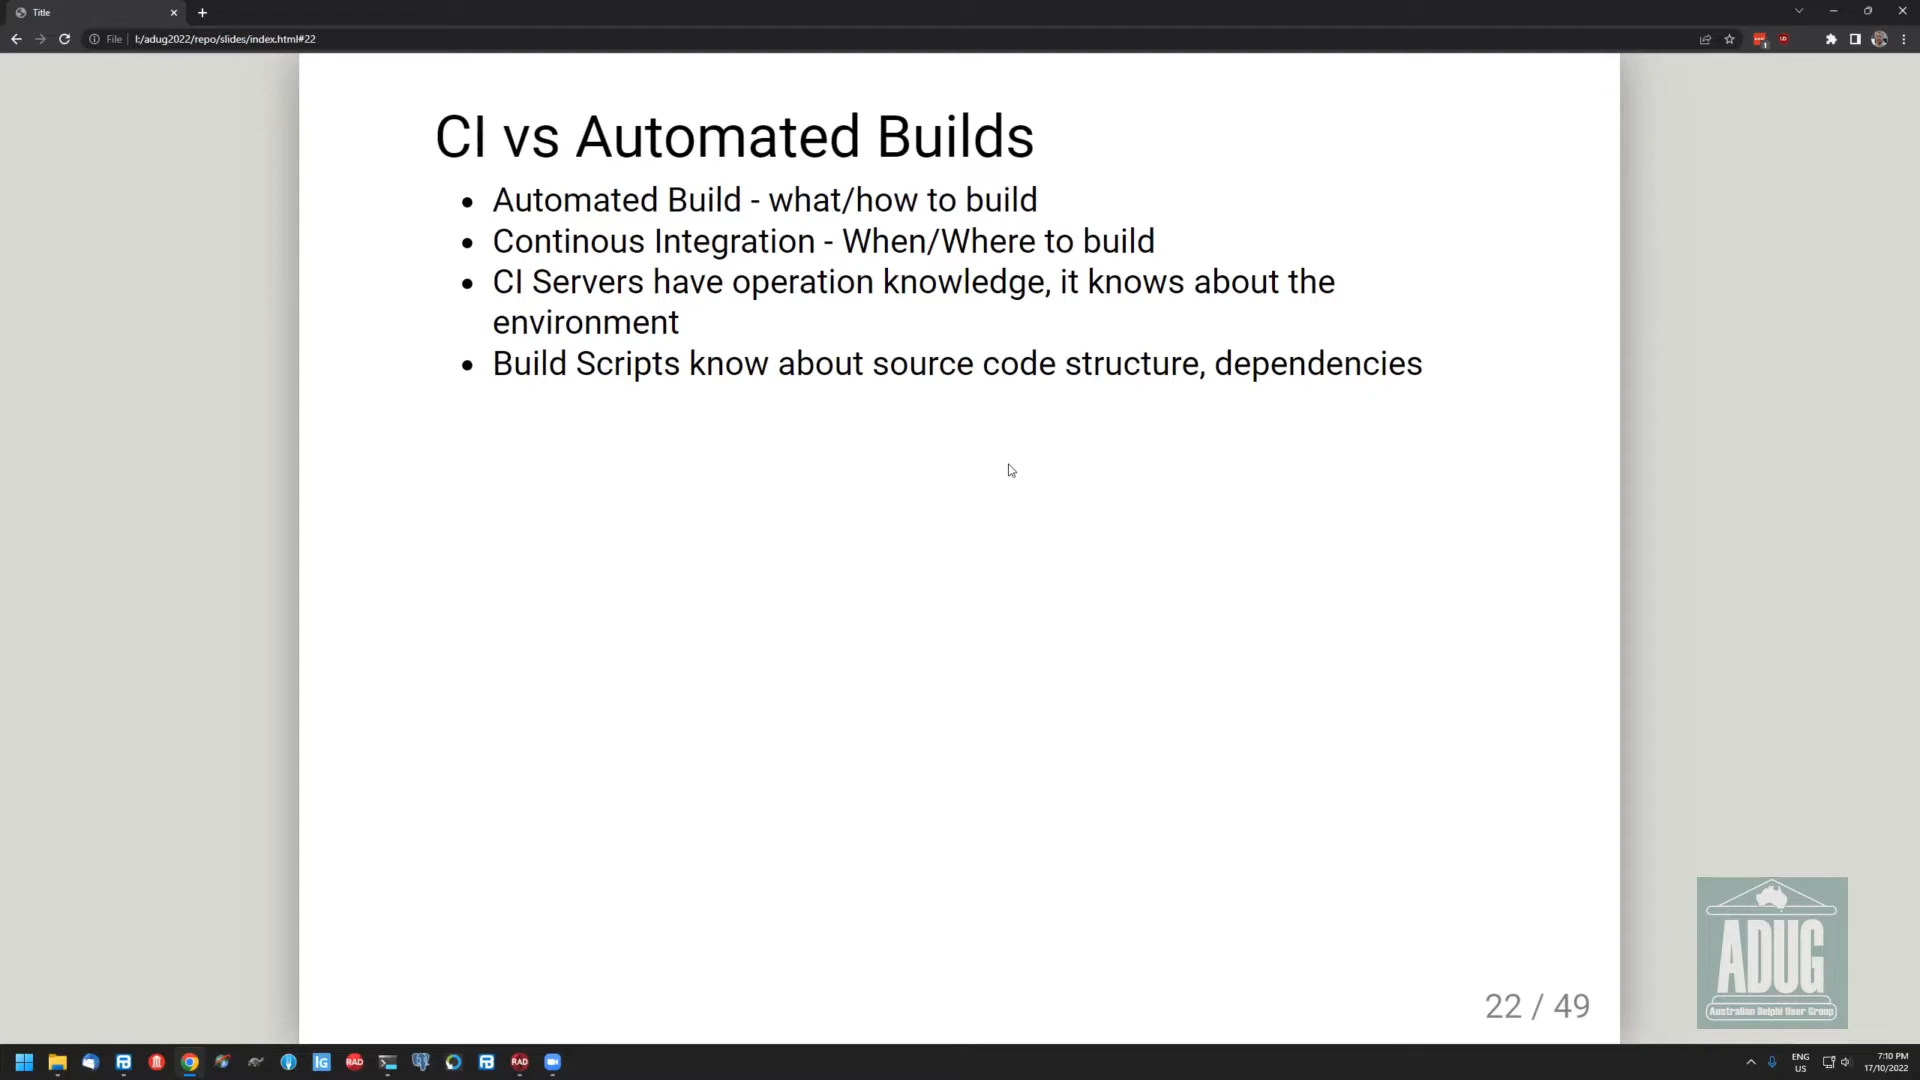 Title
File
I:/adug2022/repo/slides/index.html#22
CI vs Automated Builds
Automated Build - what/how to build
Continous Integration - When/Where to build
CI Servers have operation knowledge, it knows about the
environment
Build Scripts know about source code structure, dependencies
22 / 49
ADUG
Australian Delphi User Group
IG
RAD
RAD
ENG
US
7:10 PM
17/10/2022